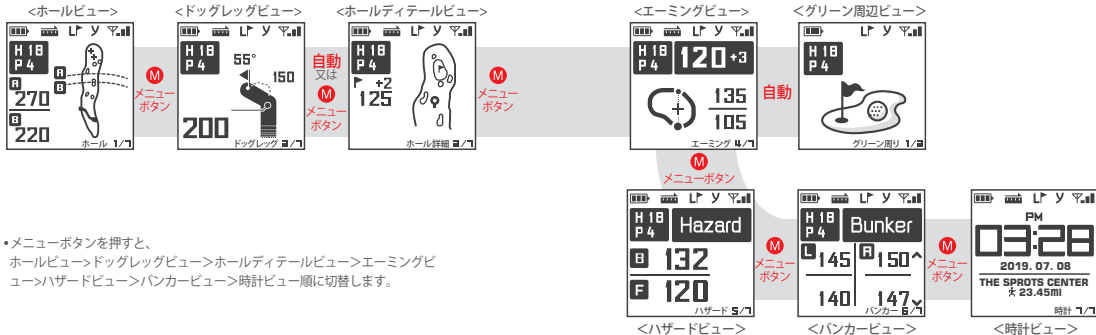 <ホールビュー>
H 18
P 4
A
270
B
220
A
B
ホール 1/7
M
メニュー
ボタン
<ドッグレッグビュー>
H 18
P 4
55°
150
200
ドッグレッグ 2/7
自動
又は
M
メニュー
ボタン
<ホールディテールビュー>
H 18
P 4
+2
125
ホール詳細 2/7
M
メニュー
ボタン
<エーミングビュー>
H 18
P 4
120 +3
135
105
エーミング 4/7
自動
<グリーン周辺ビュー>
H 18
P 4
グリーン周り 1/2
M
メニューボタン
H 18
P 4
Hazard
B 132
F 120
ハザード 5/7
<ハザードビュー>
M
メニュー
ボタン
H 18
P 4
Bunker
L 145
R 150
140
147
バンカー 6/7
<バンカービュー>
M
メニュー
ボタン
PM
03:28
2019. 07. 08
THE SPROTS CENTER
23.45mi
時計 7/7
<時計ビュー>
•メニューボタンを押すと、
ホールビュー>ドッグレッグビュー>ホールディテールビュー>エーミングビ
ュー>ハザードビュー>バンカービュー>時計ビュー順に切替します。